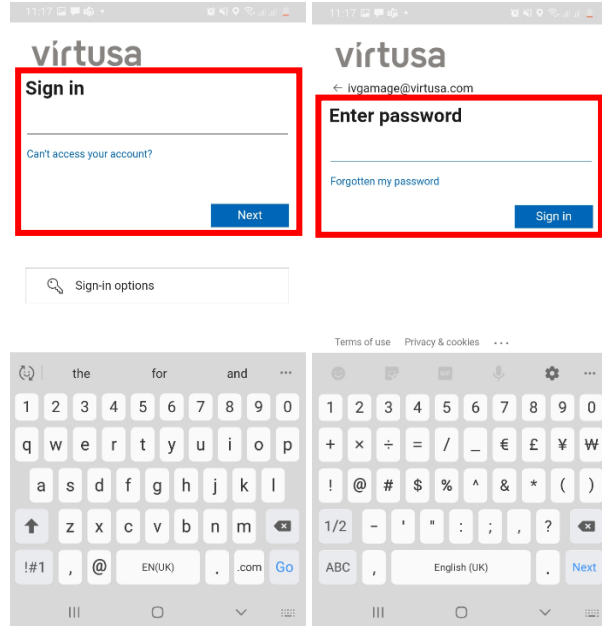 11:17
vırtusa
Sign in
Can't access your account?
Next
Sign-in options
the for and
1 2 3 4 5 6 7 8 9 0
q w e r t y u i o p
a s d f g h j k l
z x c v b n m
!#1 , @ EN(UK) . .com Go
11:17
vırtusa
← ivgamage@virtusa.com
Enter password
Forgotten my password
Sign in
Terms of use Privacy & cookies ...
GIF
1 2 3 4 5 6 7 8 9 0
+ × ÷ = / _ € £ ¥ ₩
! @ # $ % ^ & * ( )
1/2 - ' " : ; , ?
ABC , English (UK) . Next